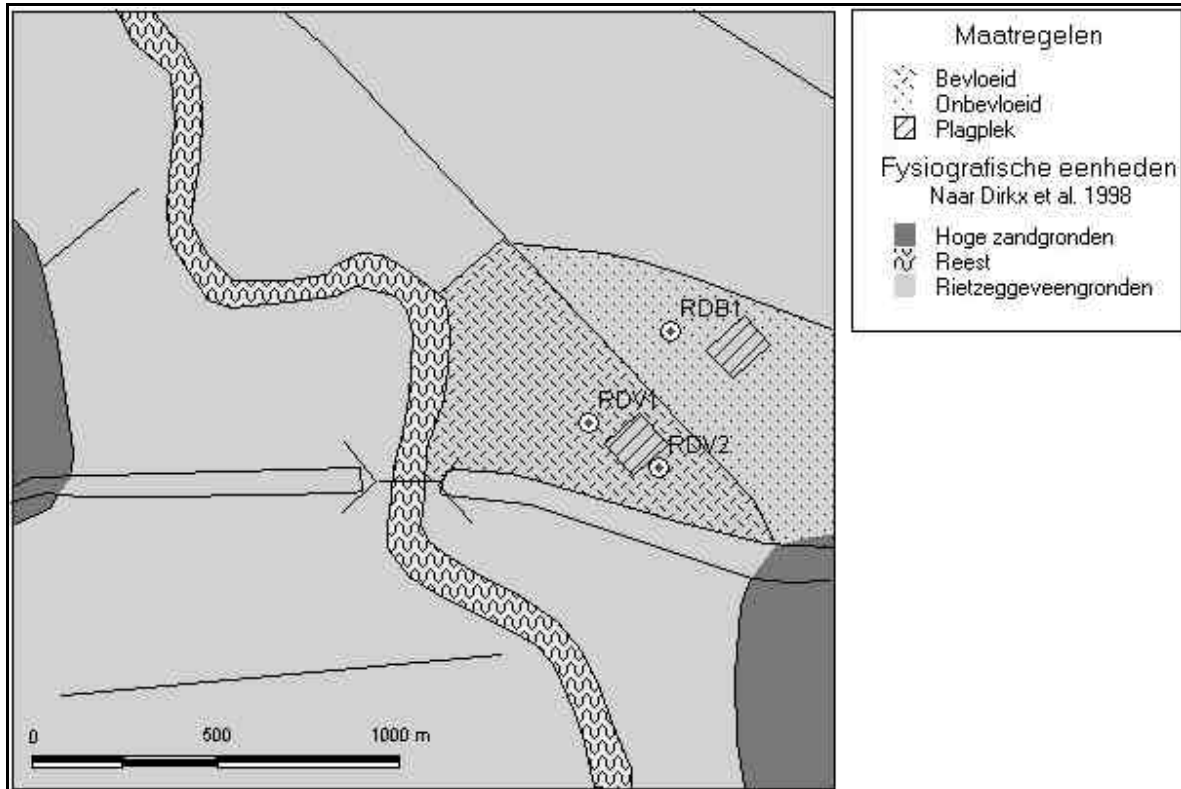 Maatregelen
Bevloeid
Onbevloeid
Plagplek
Fysiografische eenheden
Naar Dirkx et al. 1998
Hoge zandgronden
Reest
Rietzeggeveengronden
RDB1
RDV1
RDV2
0 500 1000 m